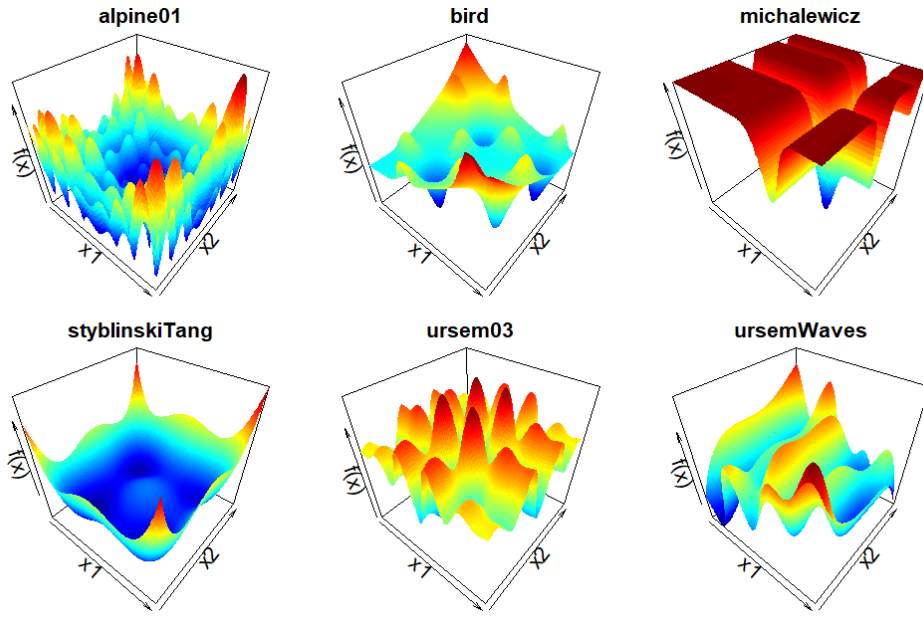 alpine01
f(x)
x1
x2
bird
f(x)
x1
x2
michalewicz
f(x)
x1
x2
styblinskiTang
f(x)
x1
x2
ursem03
f(x)
x1
x2
ursemWaves
f(x)
x1
x2